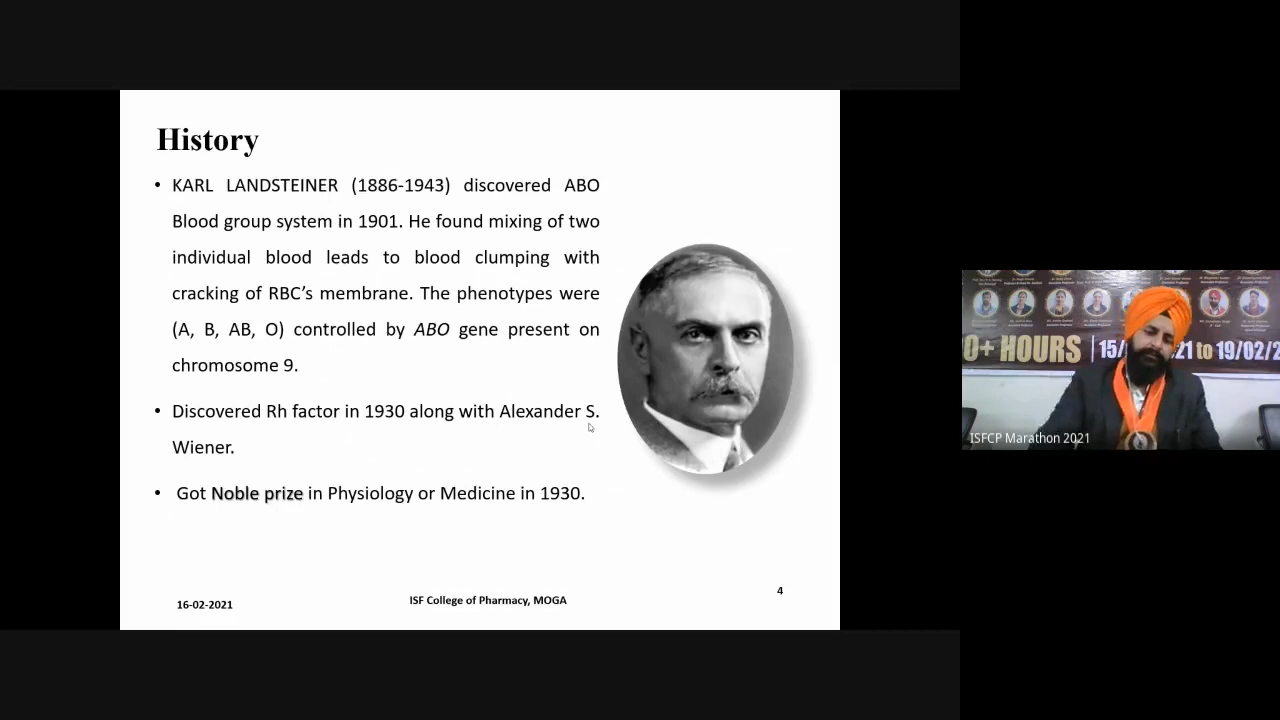 History
• KARL LANDSTEINER (1886-1943) discovered ABO
Blood group system in 1901. He found mixing of two
individual blood leads to blood clumping with
cracking of RBC’s membrane. The phenotypes were
(A, B, AB, O) controlled by ABO gene present on
chromosome 9.
• Discovered Rh factor in 1930 along with Alexander S.
Wiener.
• Got Noble prize in Physiology or Medicine in 1930.
16-02-2021
ISF College of Pharmacy, MOGA
4
0+ HOURS
15/
21 to 19/02/2
ISFCP Marathon 2021